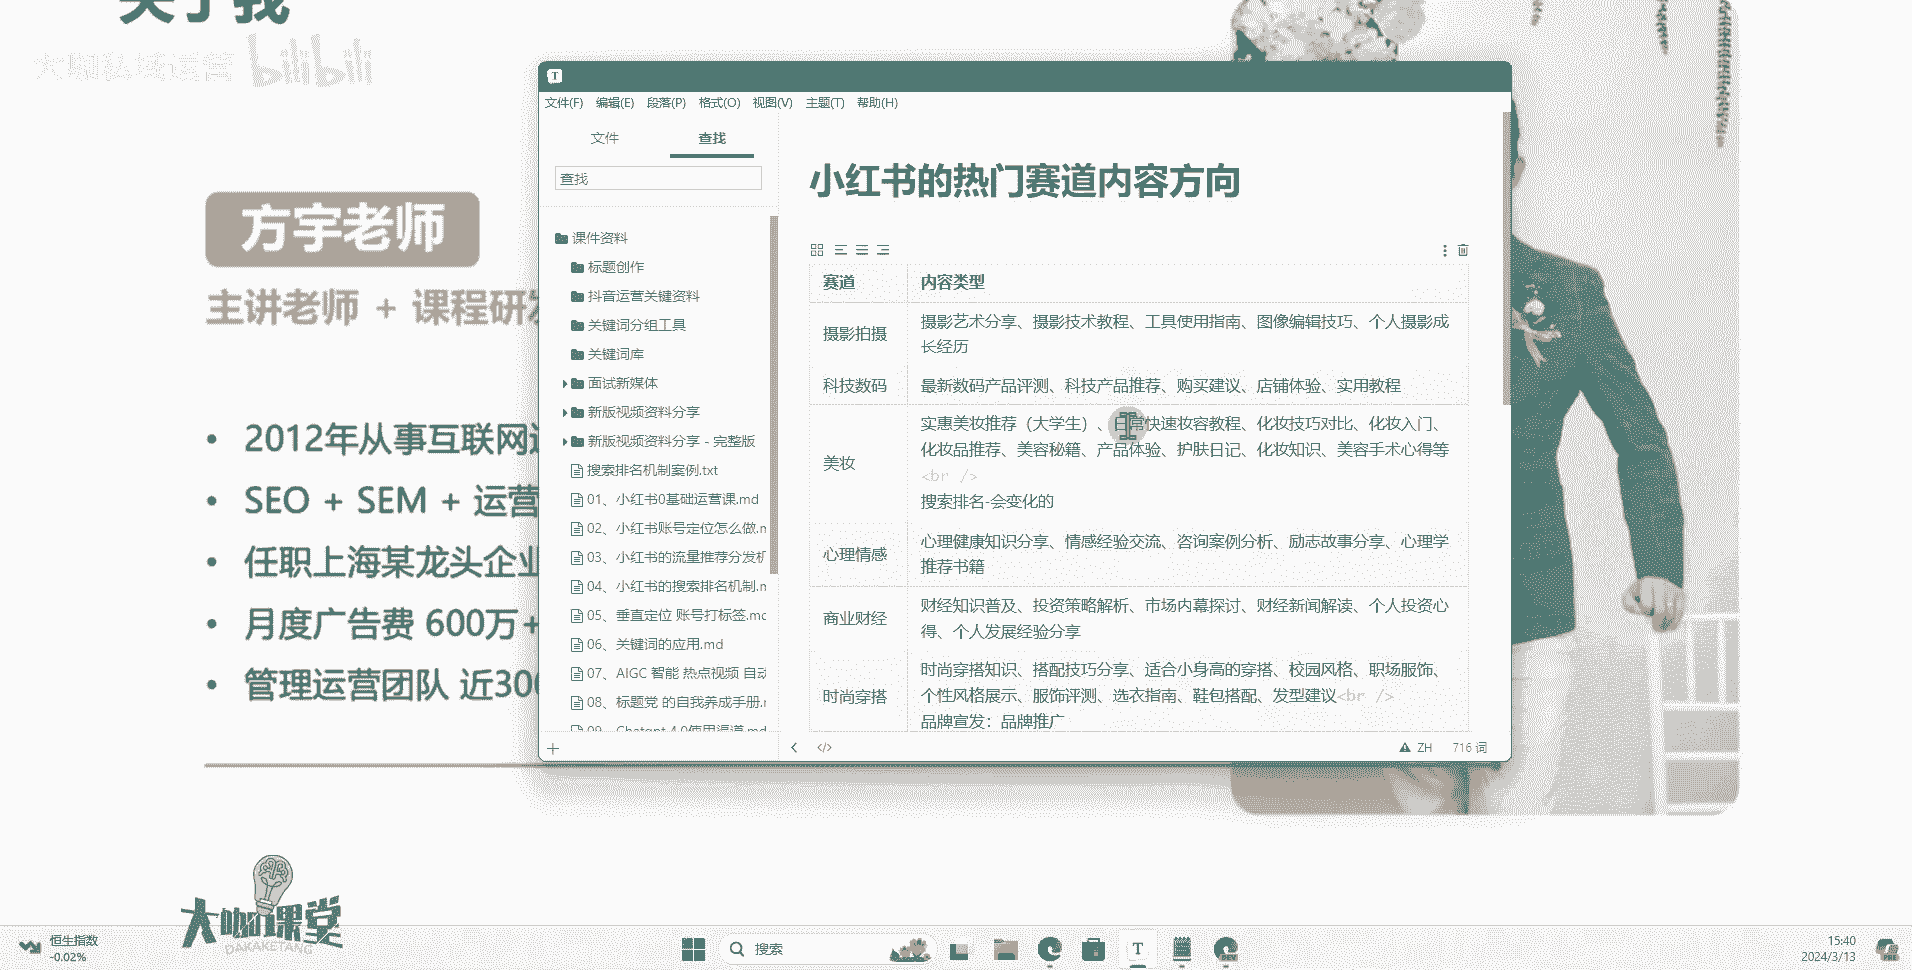 关于我
大咖私域运营 bilibili
方宇老师
主讲老师 + 课程研发
2012年从事互联网
SEO + SEM + 运营
任职上海某龙头企业
月度广告费 600万+
管理运营团队 近300
文件(F) 编辑(E) 段落(P) 格式(O) 视图(V) 主题(T) 帮助(H)
文件 查找
查找
课件资料
标题创作
抖音运营关键资料
关键词分组工具
关键词库
面试新媒体
新版视频资料分享
新版视频资料分享 - 完整版
搜索排名机制案例.txt
01、小红书0基础运营课.md
02、小红书账号定位怎么做.m
03、小红书的流量推荐分发机
04、小红书的搜索排名机制.m
05、垂直定位 账号打标签.mc
06、关键词的应用.md
07、AIGC 智能 热点视频 自动
08、标题党 的自我养成手册.r
09、Chatgpt 4.0使用渠道.md
小红书的热门赛道内容方向
赛道 内容类型
摄影拍摄 摄影艺术分享、摄影技术教程、工具使用指南、图像编辑技巧、个人摄影成
长经历
科技数码 最新数码产品评测、科技产品推荐、购买建议、店铺体验、实用教程
美妆 实惠美妆推荐（大学生）、日常快速妆容教程、化妆技巧对比、化妆入门、
化妆品推荐、美容秘籍、产品体验、护肤日记、化妆知识、美容手术心得等
<br />
搜索排名-会变化的
心理情感 心理健康知识分享、情感经验交流、咨询案例分析、励志故事分享、心理学
推荐书籍
商业财经 财经知识普及、投资策略解析、市场内幕探讨、财经新闻解读、个人投资心
得、个人发展经验分享
时尚穿搭 时尚穿搭知识、搭配技巧分享、适合小身高的穿搭、校园风格、职场服饰、
个性风格展示、服饰评测、选衣指南、鞋包搭配、发型建议<br />
品牌宣发：品牌推广
</> ZH 716 词
大咖课堂
DAKAKETANG
恒生指数
-0.02%
搜索
15:40
2024/3/13